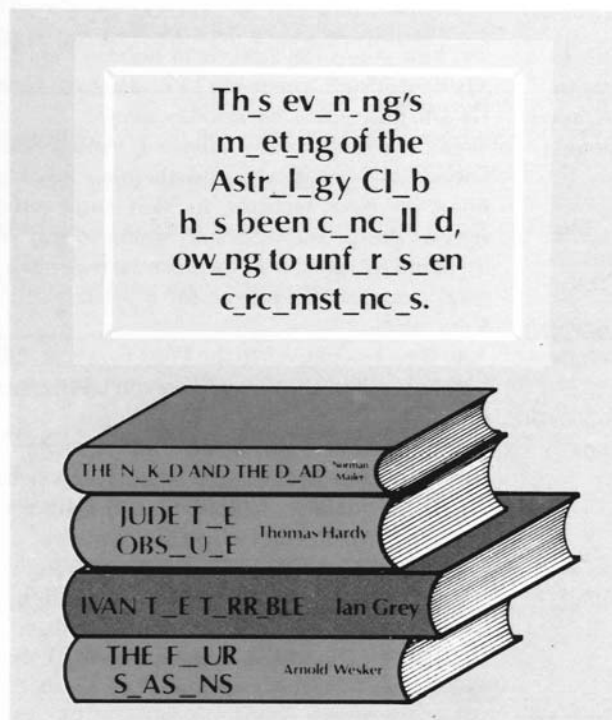 Th_s ev_n_ng's
m_et_ng of the
Astr_l_gy Cl_b
h_s been c_nc_ll_d,
ow_ng to unf_r_s_en
c_rc_mst_nc_s.
THE N_K_D AND THE D_AD Norman
Mailer
JUDE T_E
OBS_U_E Thomas Hardy
IVAN T_E T_RR_BLE Ian Grey
THE F_UR
S_AS_NS Arnold Wesker